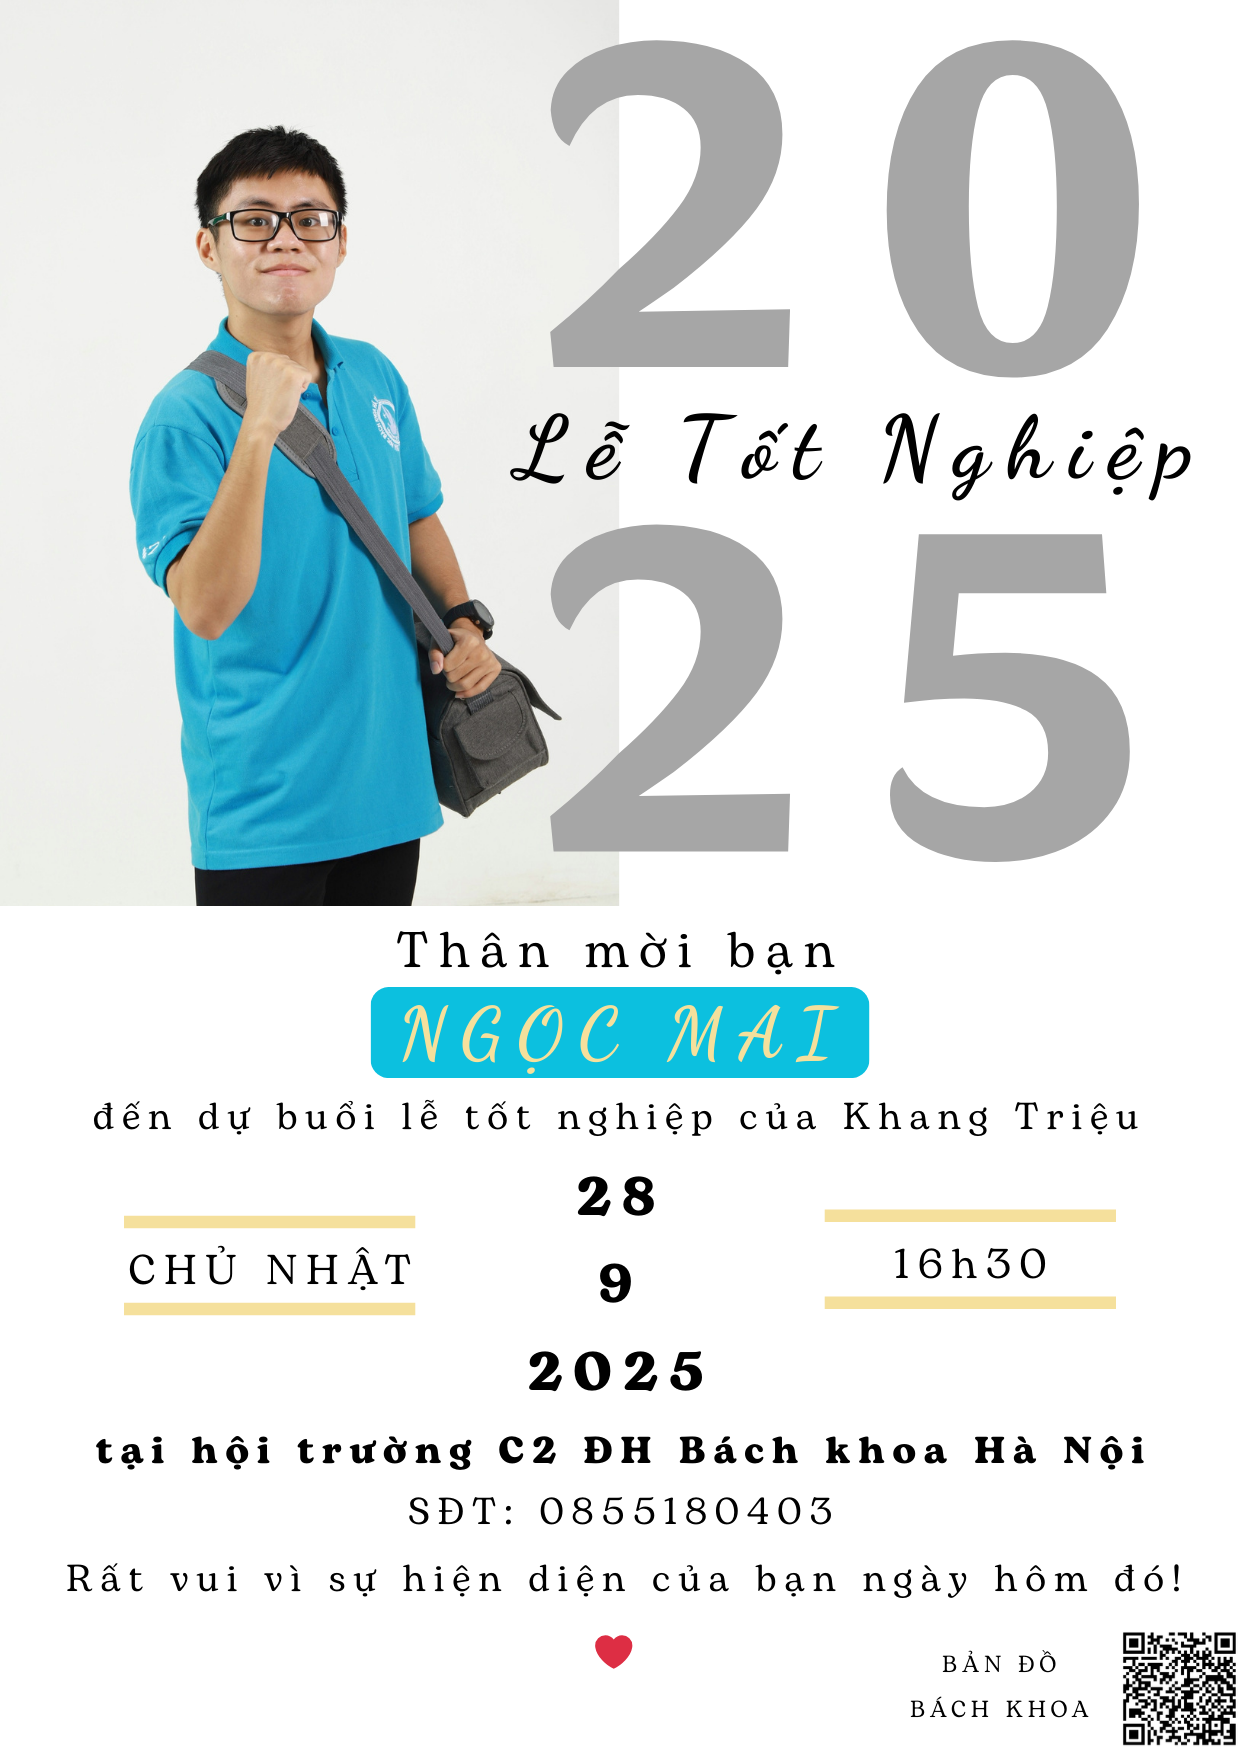 20
Lễ Tốt Nghiệp
25
Thân mời bạn
NGỌC MAI
đến dự buổi lễ tốt nghiệp của Khang Triệu
28
CHỦ NHẬT
9
16h30
2025
tại hội trường C2 ĐH Bách khoa Hà Nội
SĐT: 0855180403
Rất vui vì sự hiện diện của bạn ngày hôm đó!
BẢN ĐỒ
BÁCH KHOA